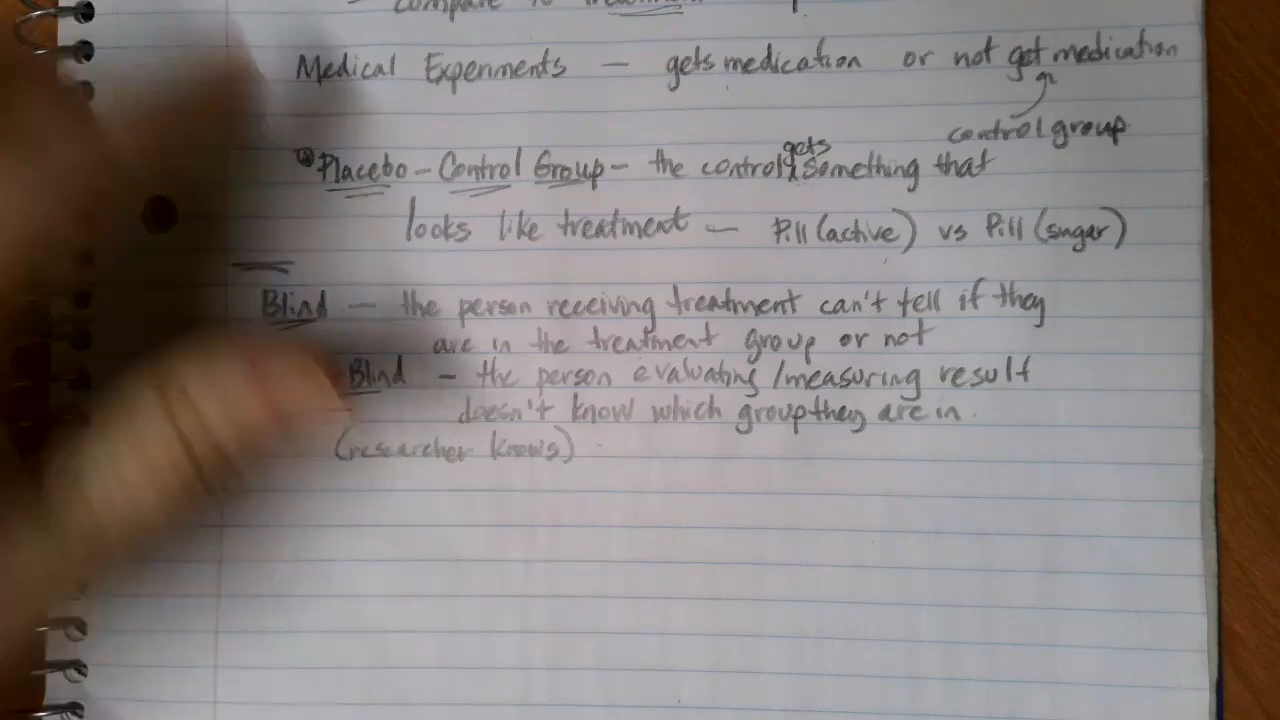 compare to treatment
Medical Experiments — gets medication or not get medication
control group
Placebo - Control Group - the control gets something that
looks like treatment — Pill (active) vs Pill (sugar)
Blind — the person receiving treatment can't tell if they
are in the treatment group or not
Blind - the person evaluating /measuring result
doesn't know which group they are in.
(researcher knows)